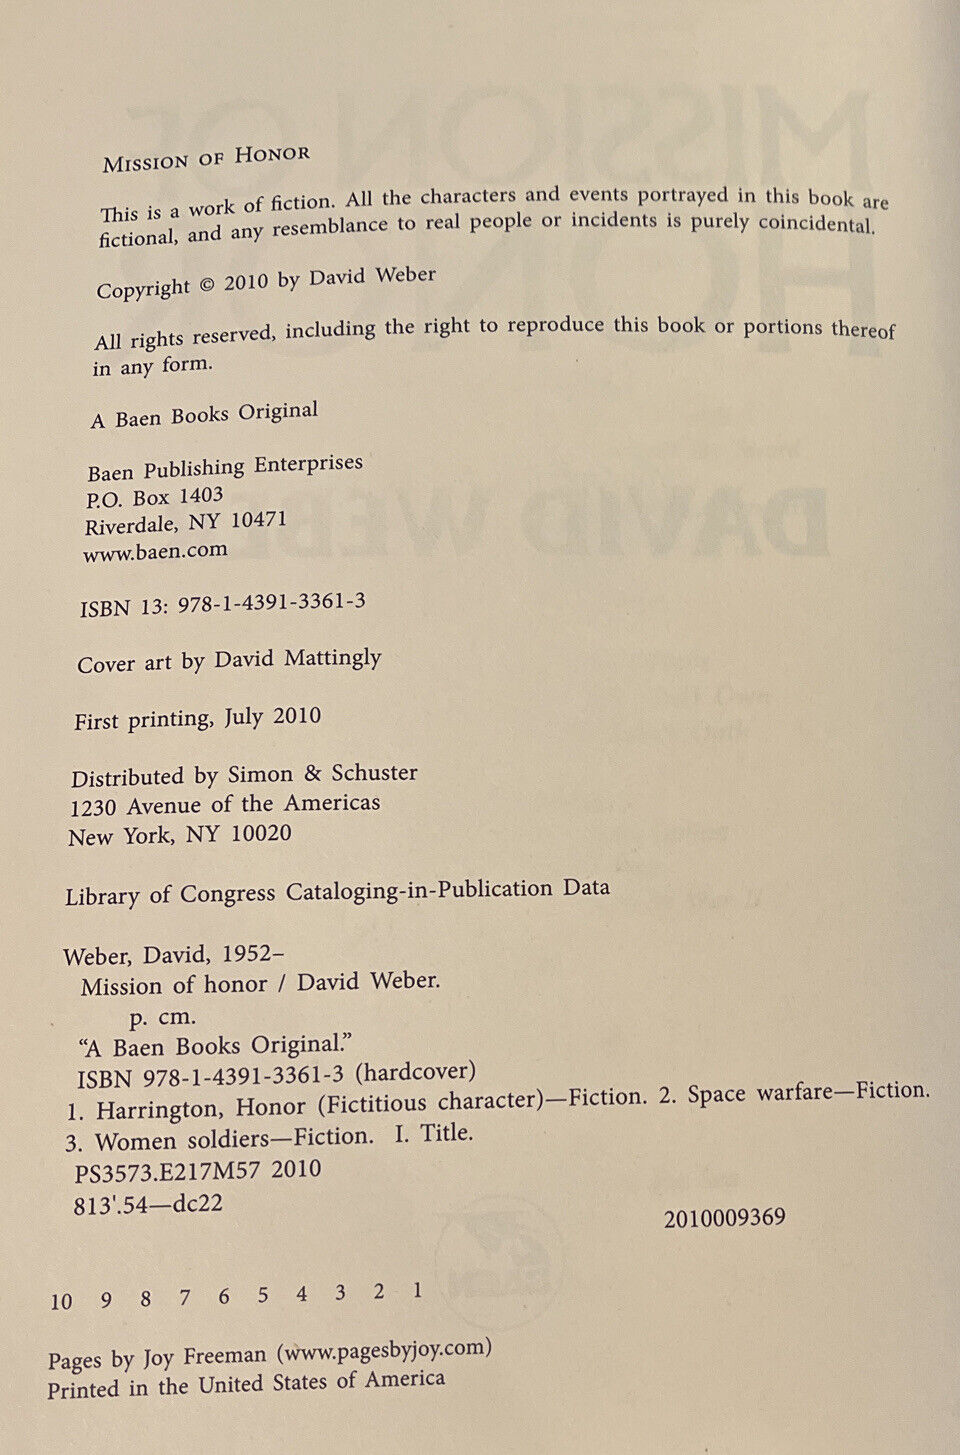 MISSION OF HONOR
This is a work of fiction. All the characters and events portrayed in this book are
fictional, and any resemblance to real people or incidents is purely coincidental.
Copyright © 2010 by David Weber
All rights reserved, including the right to reproduce this book or portions thereof
in any form.
A Baen Books Original
Baen Publishing Enterprises
P.O. Box 1403
Riverdale, NY 10471
www.baen.com
ISBN 13: 978-1-4391-3361-3
Cover art by David Mattingly
First printing, July 2010
Distributed by Simon & Schuster
1230 Avenue of the Americas
New York, NY 10020
Library of Congress Cataloging-in-Publication Data
Weber, David, 1952–
Mission of honor / David Weber.
p. cm.
“A Baen Books Original.”
ISBN 978-1-4391-3361-3 (hardcover)
1. Harrington, Honor (Fictitious character)—Fiction. 2. Space warfare—Fiction.
3. Women soldiers—Fiction. I. Title.
PS3573.E217M57 2010
813'.54—dc22
2010009369
10 9 8 7 6 5 4 3 2 1
Pages by Joy Freeman (www.pagesbyjoy.com)
Printed in the United States of America